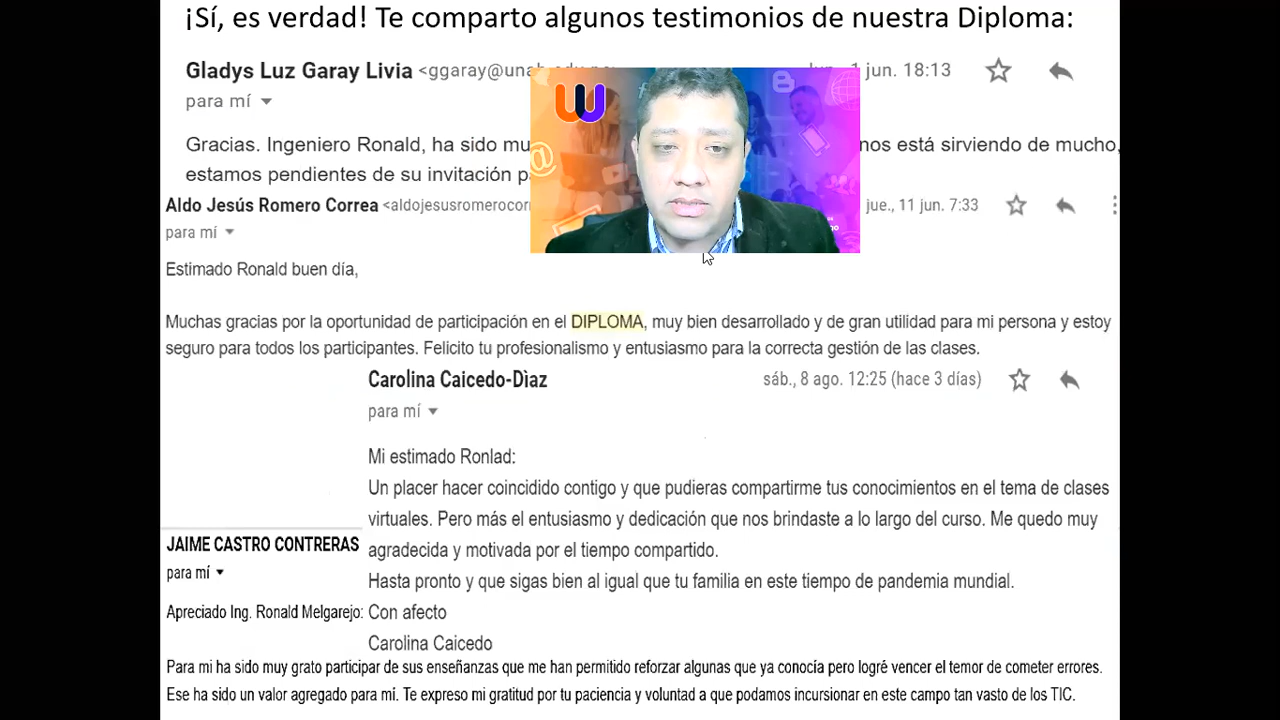 ¡Sí, es verdad! Te comparto algunos testimonios de nuestra Diploma:
Gladys Luz Garay Livia 1 jun. 18:13
para mí
Gracias. Ingeniero Ronald, ha sido nos está sirviendo de mucho,
estamos pendientes de su invitación
Aldo Jesús Romero Correa jue., 11 jun. 7:33
para mí
Estimado Ronald buen día,
Muchas gracias por la oportunidad de participación en el DIPLOMA, muy bien desarrollado y de gran utilidad para mi persona y estoy
seguro para todos los participantes. Felicito tu profesionalismo y entusiasmo para la correcta gestión de las clases.
Carolina Caicedo-Dìaz sáb., 8 ago. 12:25 (hace 3 días)
para mí
Mi estimado Ronlad:
Un placer hacer coincidido contigo y que pudieras compartirme tus conocimientos en el tema de clases
virtuales. Pero más el entusiasmo y dedicación que nos brindaste a lo largo del curso. Me quedo muy
agradecida y motivada por el tiempo compartido.
Hasta pronto y que sigas bien al igual que tu familia en este tiempo de pandemia mundial.
Con afecto
Carolina Caicedo
JAIME CASTRO CONTRERAS
para mí
Apreciado Ing. Ronald Melgarejo:
Para mi ha sido muy grato participar de sus enseñanzas que me han permitido reforzar algunas que ya conocía pero logré vencer el temor de cometer errores.
Ese ha sido un valor agregado para mí. Te expreso mi gratitud por tu paciencia y voluntad a que podamos incursionar en este campo tan vasto de los TIC.